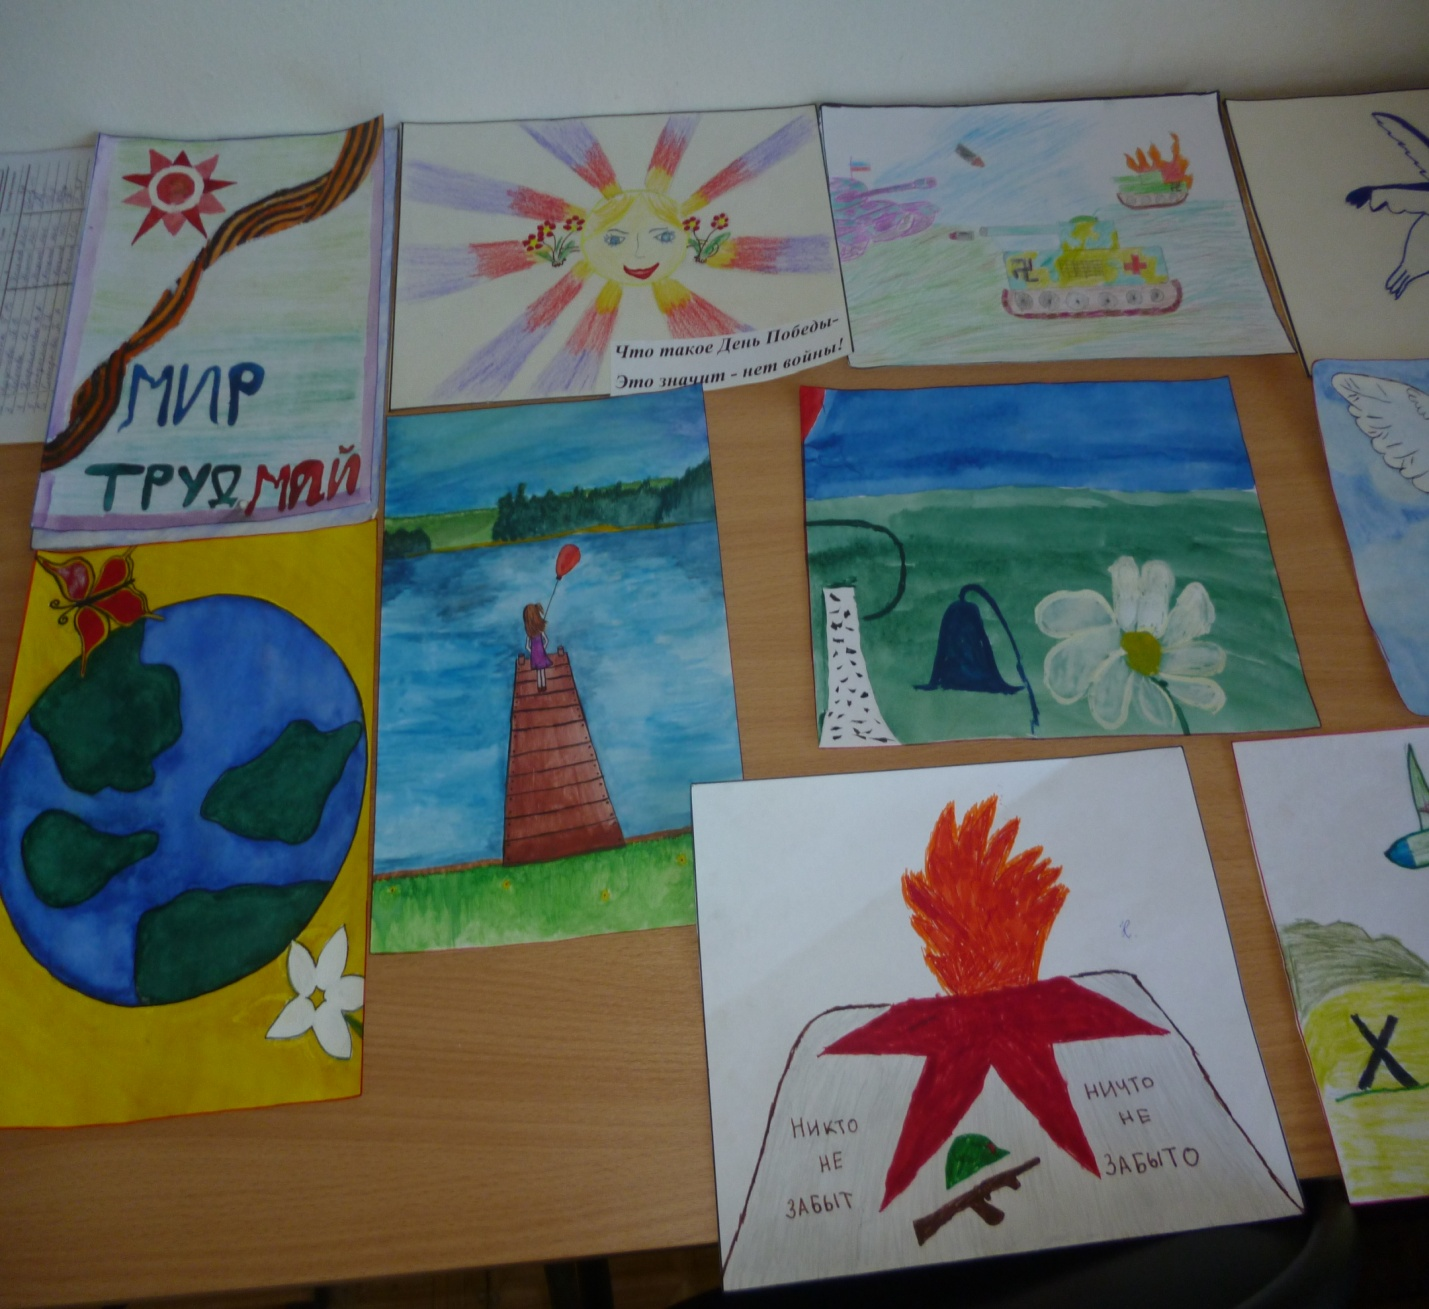 МИР
ТРУД МАЙ
Что такое День Победы-
Это значит - нет войны!
НИКТО
НЕ
ЗАБЫТ
НИЧТО
НЕ
ЗАБЫТО